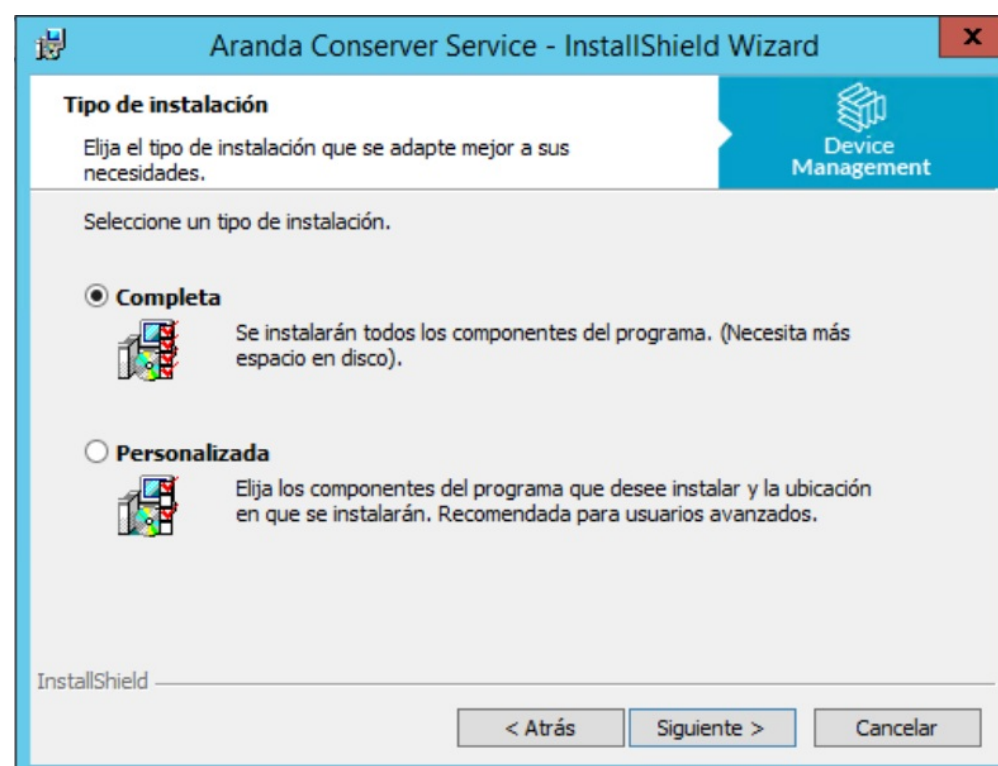 Aranda Conserver Service - InstallShield Wizard
x
Tipo de instalación
Elija el tipo de instalación que se adapte mejor a sus
necesidades.
Device
Management
Seleccione un tipo de instalación.
Completa
Se instalarán todos los componentes del programa. (Necesita más
espacio en disco).
Personalizada
Elija los componentes del programa que desee instalar y la ubicación
en que se instalarán. Recomendada para usuarios avanzados.
InstallShield
< Atrás
Siguiente >
Cancelar